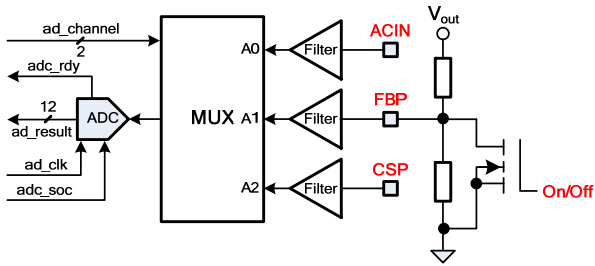 ad_channel
2
adc_rdy
12
ad_result
ADC
ad_clk
adc_soc
MUX
A0
A1
A2
Filter
Filter
Filter
ACIN
FBP
CSP
Vout
On/Off